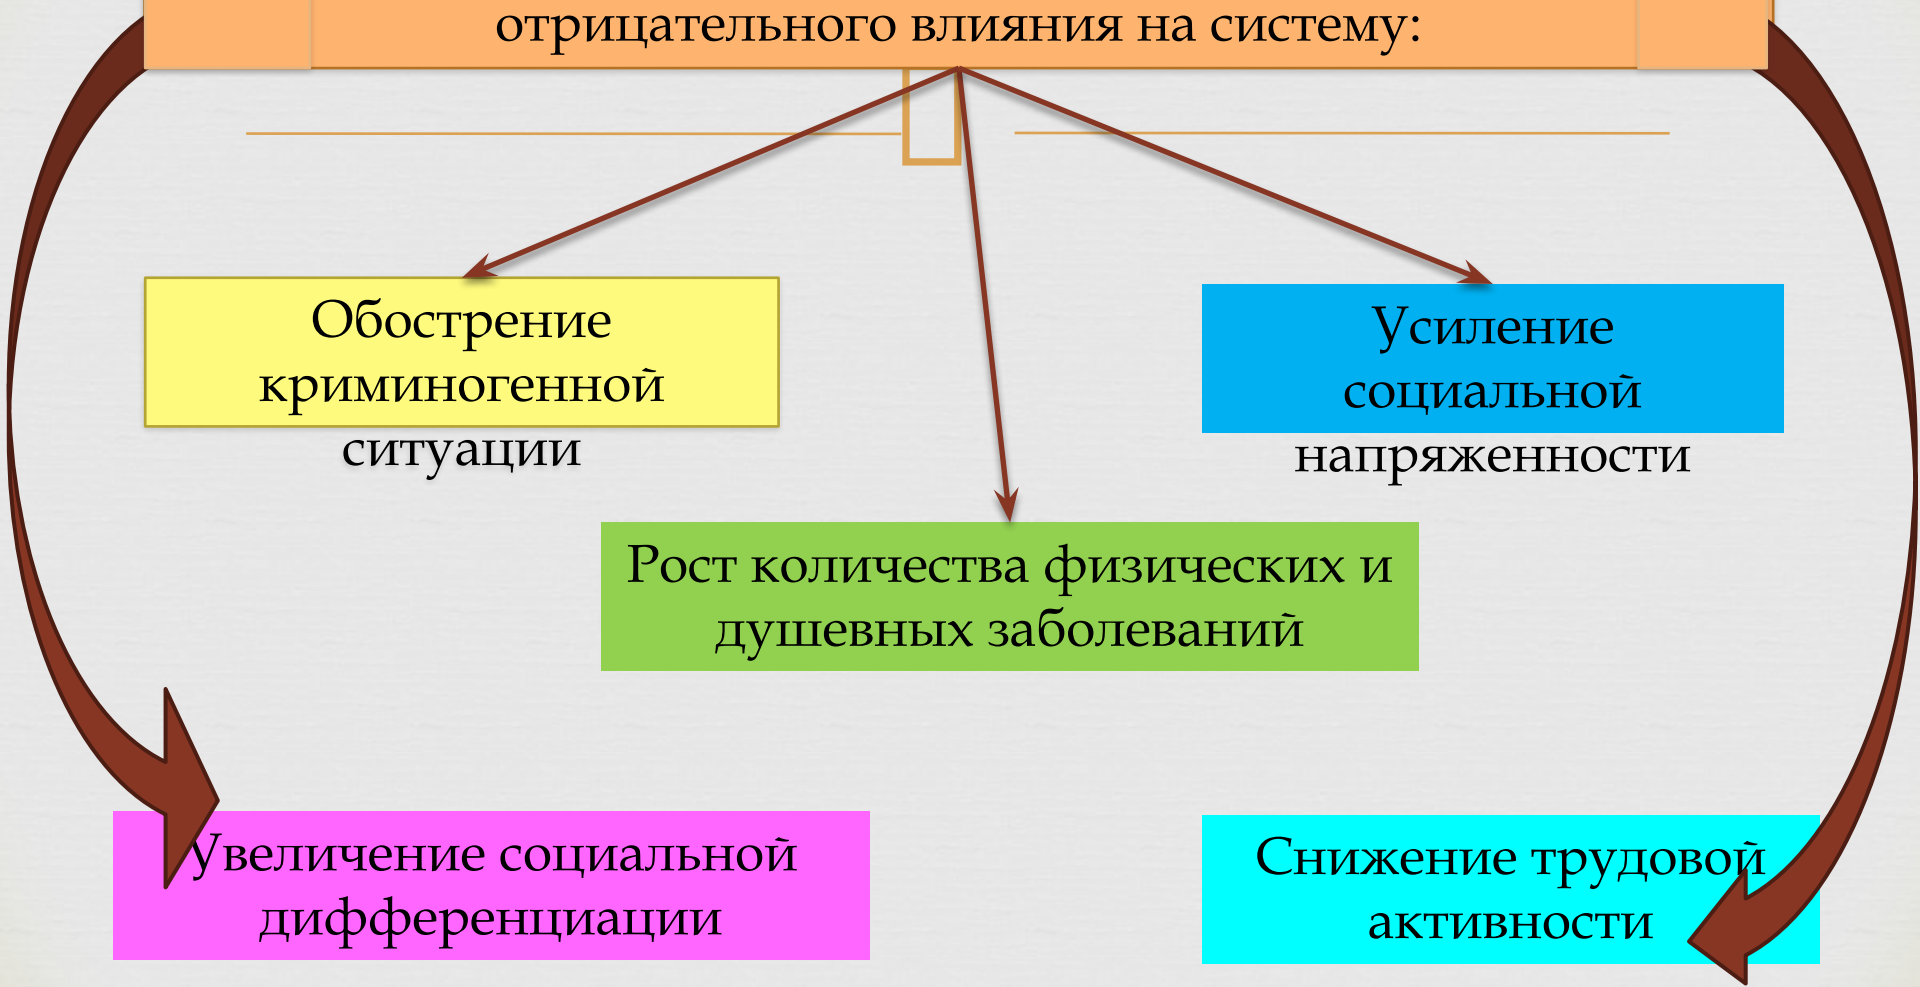 отрицательного влияния на систему:
Обострение
криминогенной
ситуации
Усиление
социальной
напряженности
Рост количества физических и
душевных заболеваний
Увеличение социальной
дифференциации
Снижение трудовой
активности